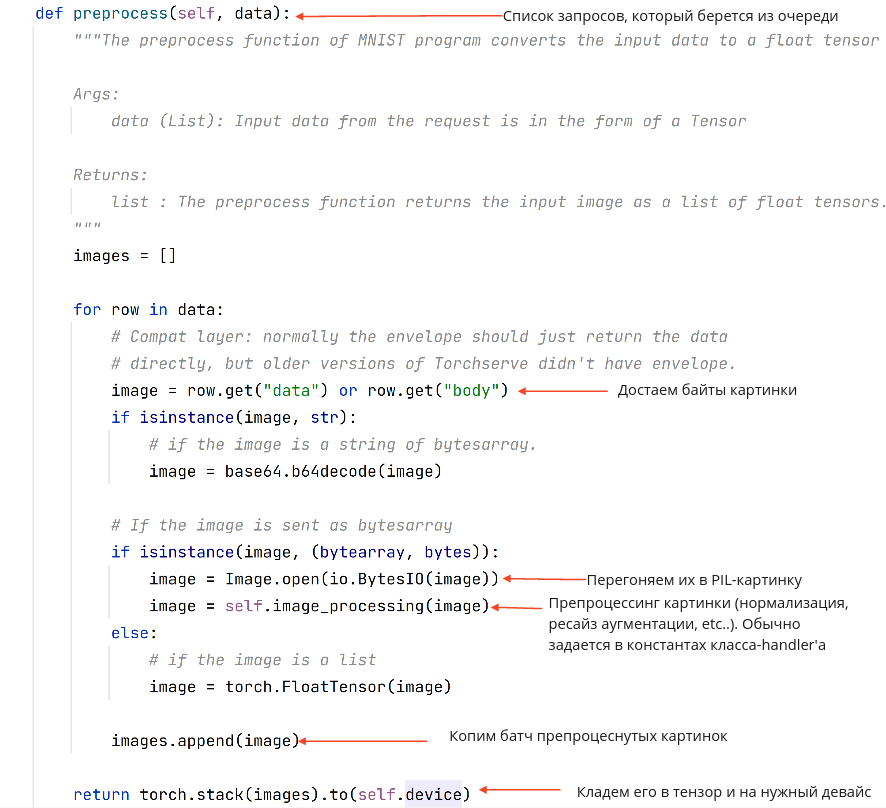 def preprocess(self, data): Список запросов, который берется из очереди
"""The preprocess function of MNIST program converts the input data to a float tensor
Args:
data (List): Input data from the request is in the form of a Tensor
Returns:
list : The preprocess function returns the input image as a list of float tensors.
"""
images = []
for row in data:
# Compat layer: normally the envelope should just return the data
# directly, but older versions of Torchserve didn't have envelope.
image = row.get("data") or row.get("body") Достаем байты картинки
if isinstance(image, str):
# if the image is a string of bytesarray.
image = base64.b64decode(image)
# If the image is sent as bytesarray
if isinstance(image, (bytearray, bytes)):
image = Image.open(io.BytesIO(image)) Перегоняем их в PIL-картинку
image = self.image_processing(image) Препроцессинг картинки (нормализация,
ресайз аугментации, etc..). Обычно
else:
задается в константах класса-handler'a
# if the image is a list
image = torch.FloatTensor(image)
images.append(image) Копим батч препроцеснутых картинок
return torch.stack(images).to(self.device) Кладем его в тензор и на нужный девайс